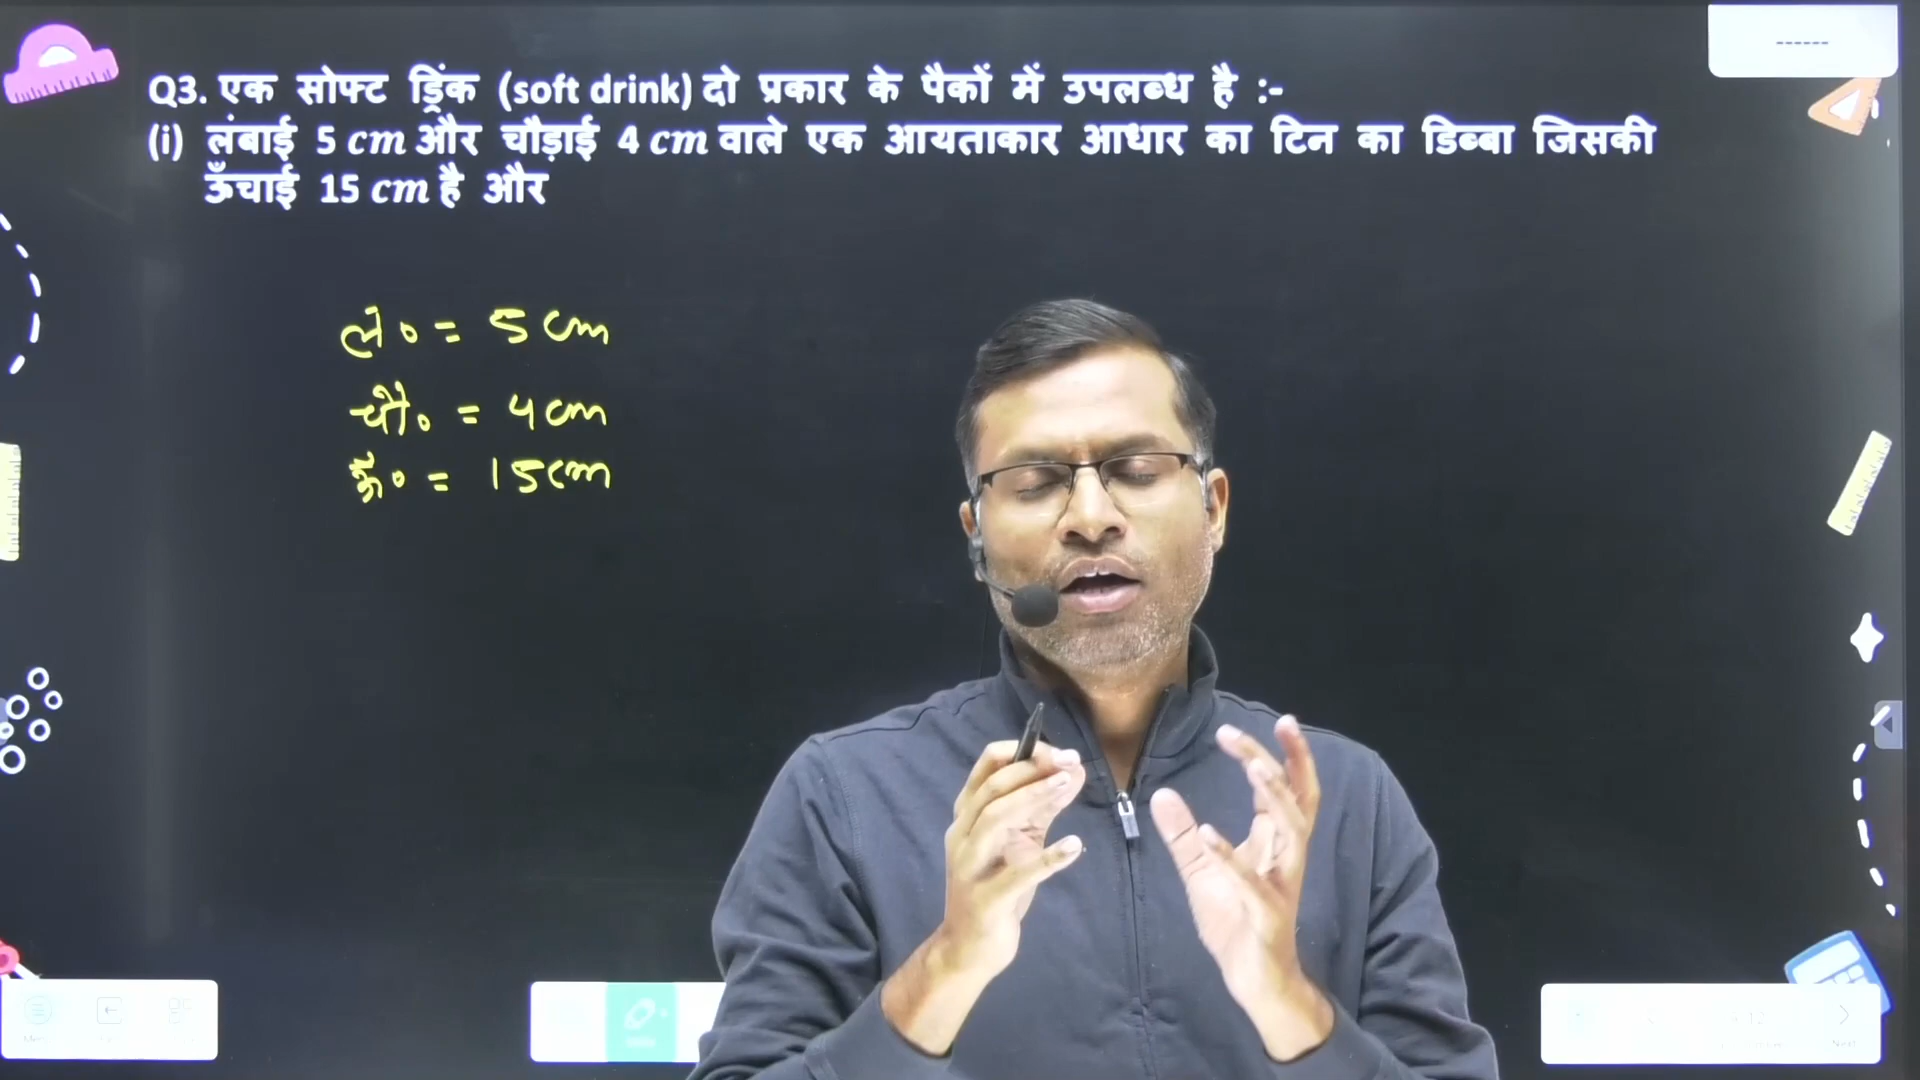 ------
Q3. एक सोफ्ट ड्रिंक (soft drink) दो प्रकार के पैकों में उपलब्ध है :-
(i) लंबाई 5 cm और चौड़ाई 4 cm वाले एक आयताकार आधार का टिन का डिब्बा जिसकी
ऊँचाई 15 cm है और
लं० = 5 cm
चौ० = 4 cm
ऊँ० = 15 cm